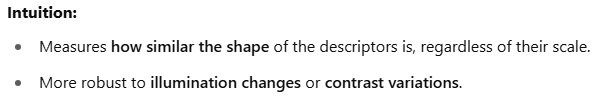 Intuition:
• Measures how similar the shape of the descriptors is, regardless of their scale.
• More robust to illumination changes or contrast variations.